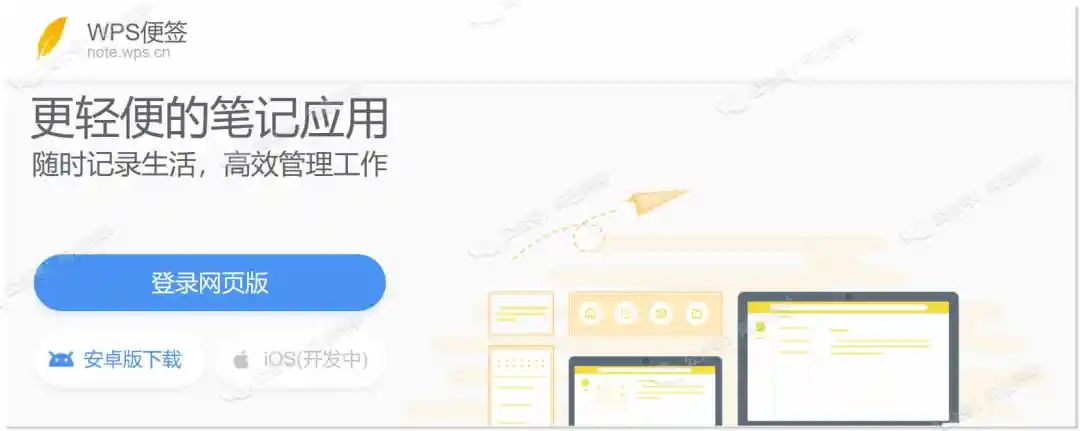 WPS便签
note.wps.cn
更轻便的笔记应用
随时记录生活，高效管理工作
登录网页版
安卓版下载
iOS(开发中)